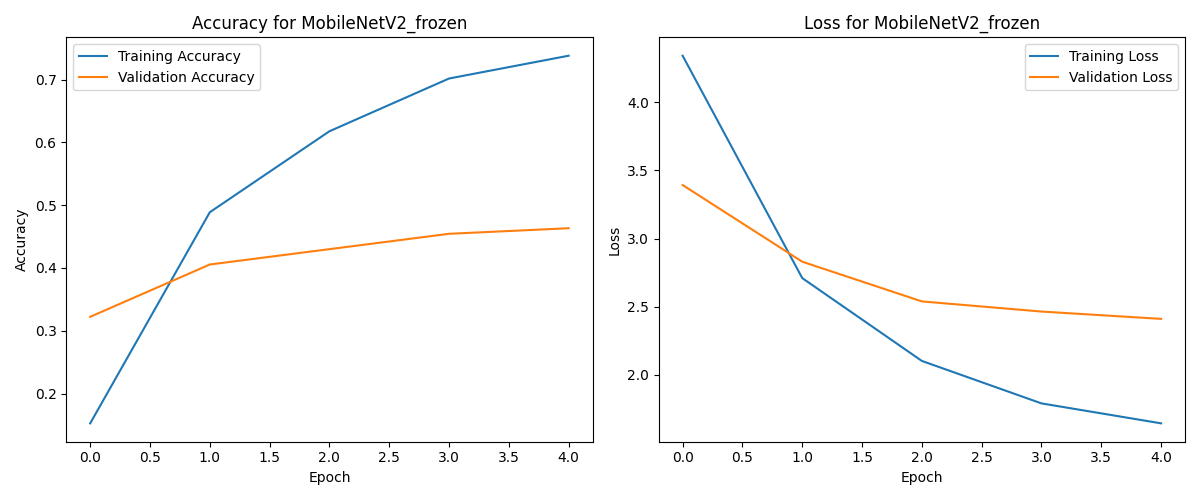 Accuracy for MobileNetV2_frozen
Training Accuracy
Validation Accuracy
Accuracy
0.7
0.6
0.5
0.4
0.3
0.2
0.0 0.5 1.0 1.5 2.0 2.5 3.0 3.5 4.0
Epoch
Loss for MobileNetV2_frozen
Training Loss
Validation Loss
Loss
4.0
3.5
3.0
2.5
2.0
0.0 0.5 1.0 1.5 2.0 2.5 3.0 3.5 4.0
Epoch